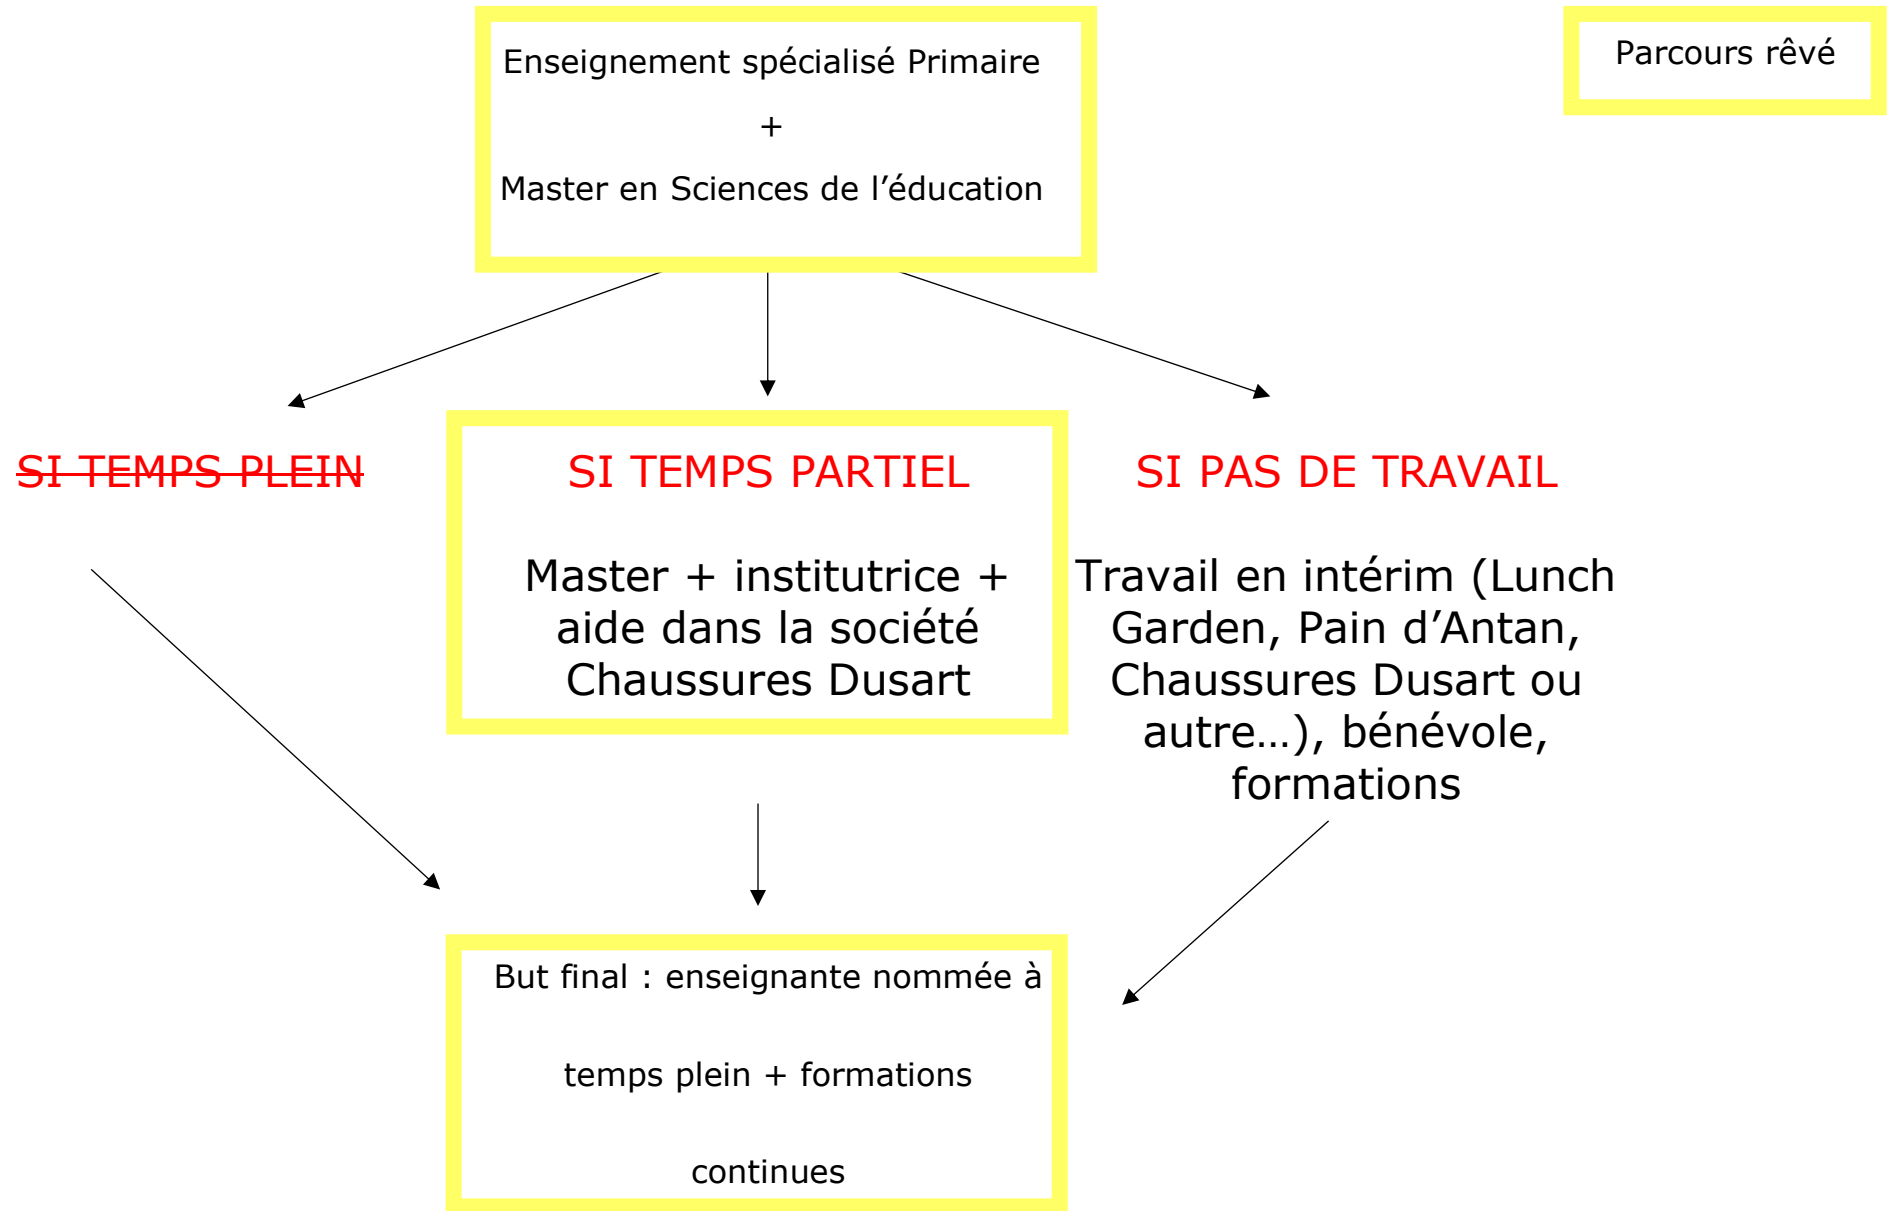 Enseignement spécialisé Primaire
+
Master en Sciences de l’éducation
Parcours rêvé
SI TEMPS PLEIN
SI TEMPS PARTIEL
Master + institutrice +
aide dans la société
Chaussures Dusart
SI PAS DE TRAVAIL
Travail en intérim (Lunch
Garden, Pain d’Antan,
Chaussures Dusart ou
autre…), bénévole,
formations
But final : enseignante nommée à
temps plein + formations
continues